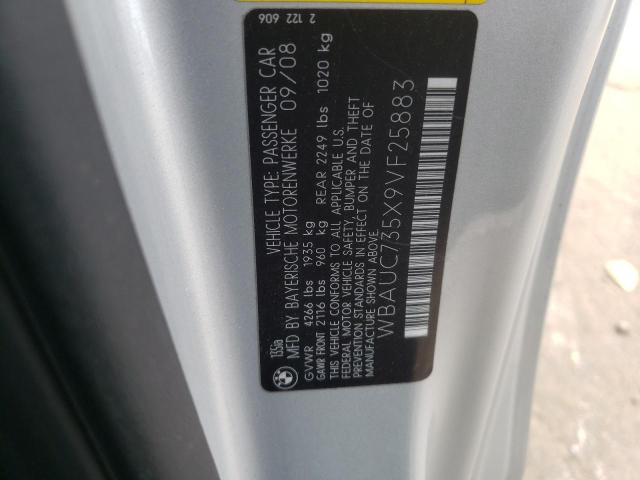 2 122 606
VEHICLE TYPE: PASSENGER CAR
135ia MFD BY BAYERISCHE MOTORENWERKE 09/08
GVWR 4266 lbs 1935 kg
GAWR FRONT 2116 lbs 960 kg REAR 2249 lbs 1020 kg
THIS VEHICLE CONFORMS TO ALL APPLICABLE U.S.
FEDERAL MOTOR VEHICLE SAFETY, BUMPER AND THEFT
PREVENTION STANDARDS IN EFFECT ON THE DATE OF
MANUFACTURE SHOWN ABOVE.
WBAUC735X9VF25883